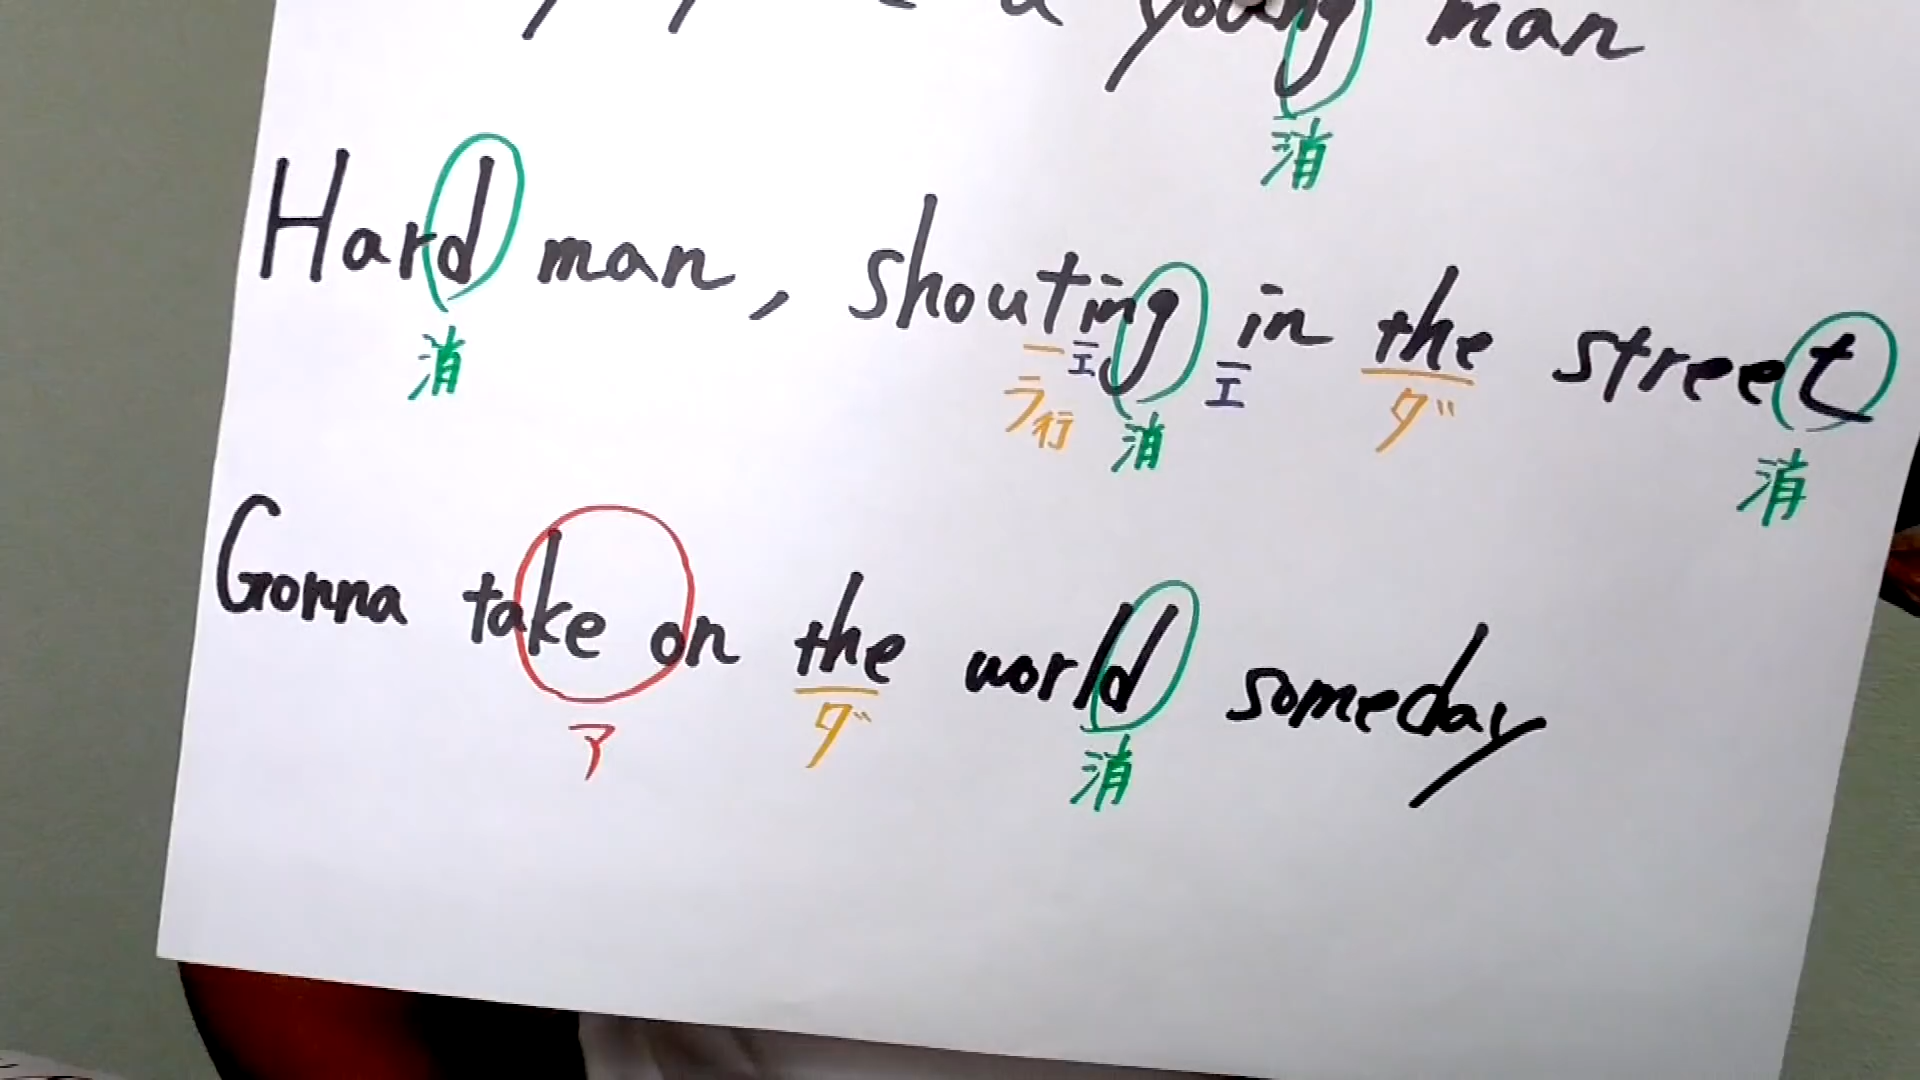 a young man
消
Hard man, shouting in the street
消 ラ行 エ 消 エ ダ 消
Gonna take on the world someday
ア ダ 消